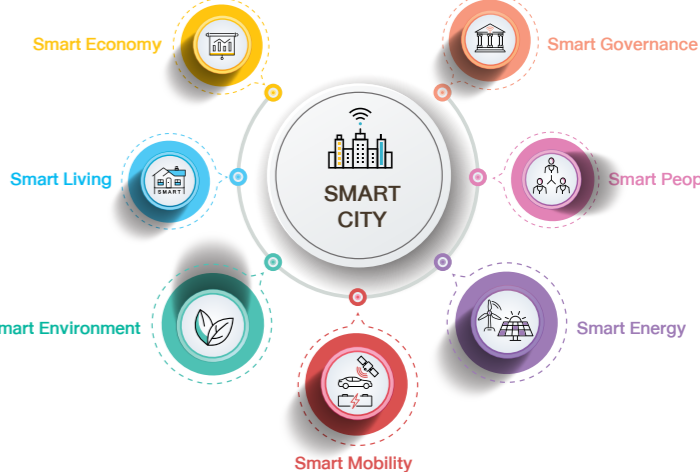 Smart Economy
Smart Governance
SMART
CITY
Smart Living
SMART
Smart Peop
mart Environment
Smart Energy
Smart Mobility